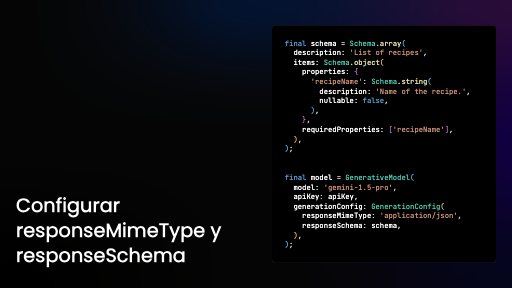 Configurar
responseMimeType y
responseSchema
final schema = Schema.array(
description: 'List of recipes',
items: Schema.object(
properties: {
'recipeName': Schema.string(
description: 'Name of the recipe.',
nullable: false,
),
},
requiredProperties: ['recipeName'],
),
);
final model = GenerativeModel(
model: 'gemini-1.5-pro',
apiKey: apiKey,
generationConfig: GenerationConfig(
responseMimeType: 'application/json',
responseSchema: schema,
),
);